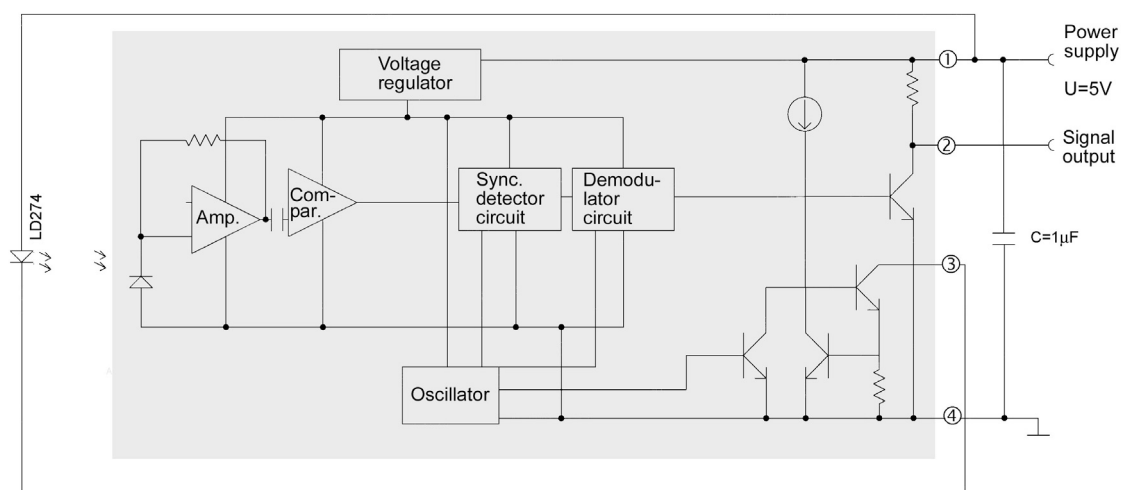 Power
supply
U=5V
Voltage
regulator
①
②
Signal
output
LD274
Amp.
Com-
par.
Sync.
detector
circuit
Demodu-
lator
circuit
C=1µF
③
Oscillator
④